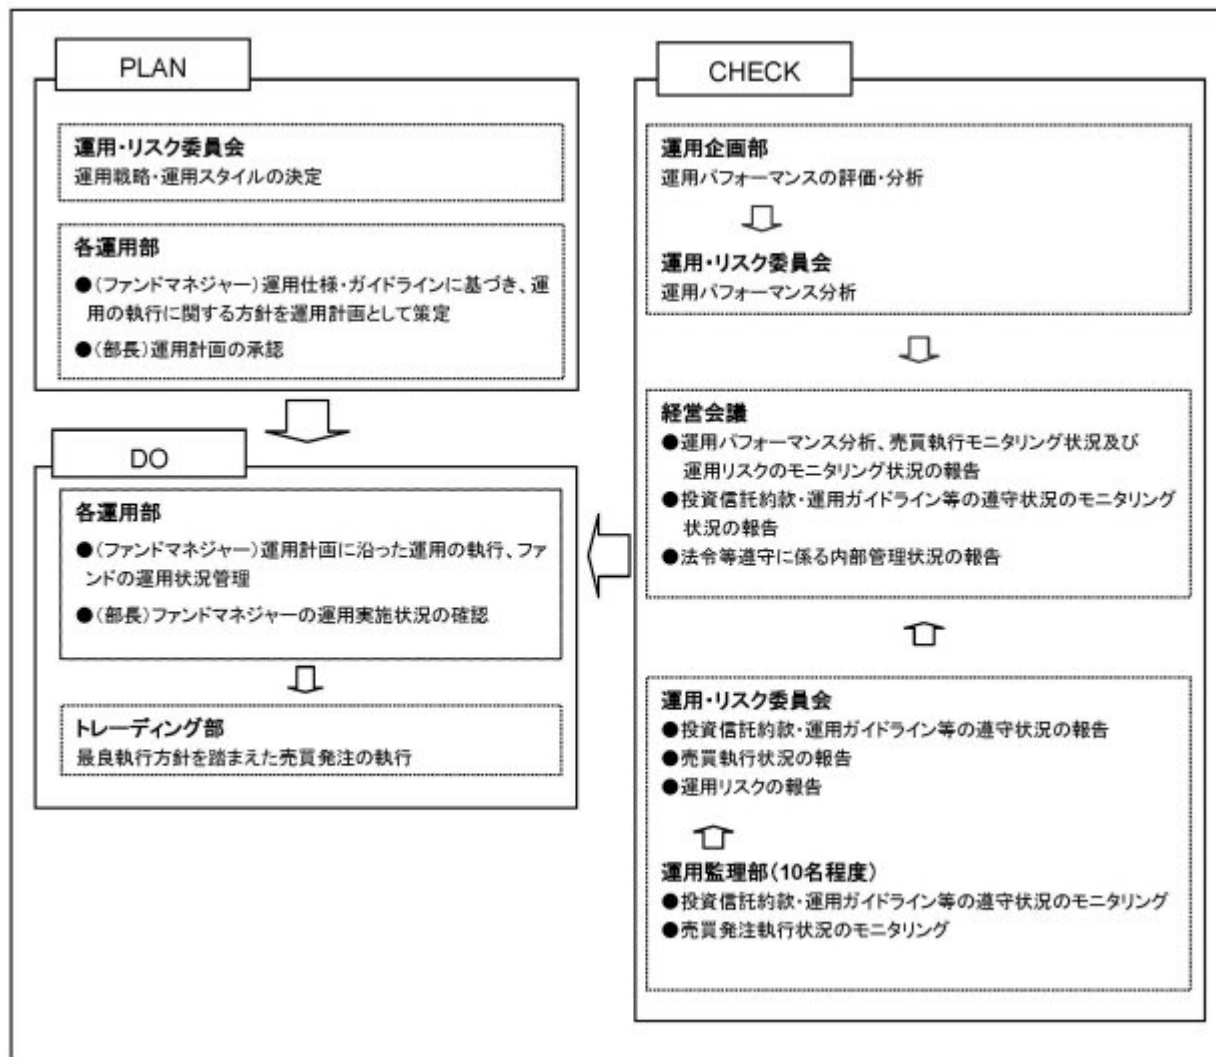 PLAN
運用・リスク委員会
運用戦略・運用スタイルの決定
各運用部
●(ファンドマネジャー)運用仕様・ガイドラインに基づき、運
用の執行に関する方針を運用計画として策定
●(部長)運用計画の承認
DO
各運用部
●(ファンドマネジャー)運用計画に沿った運用の執行、ファ
ンドの運用状況管理
●(部長)ファンドマネジャーの運用実施状況の確認
トレーディング部
最良執行方針を踏まえた売買発注の執行
CHECK
運用企画部
運用パフォーマンスの評価・分析
運用・リスク委員会
運用パフォーマンス分析
経営会議
●運用パフォーマンス分析、売買執行モニタリング状況及び
運用リスクのモニタリング状況の報告
●投資信託約款・運用ガイドライン等の遵守状況のモニタリング
状況の報告
●法令等遵守に係る内部管理状況の報告
運用・リスク委員会
●投資信託約款・運用ガイドライン等の遵守状況の報告
●売買執行状況の報告
●運用リスクの報告
運用監理部(10名程度)
●投資信託約款・運用ガイドライン等の遵守状況のモニタリング
●売買発注執行状況のモニタリング